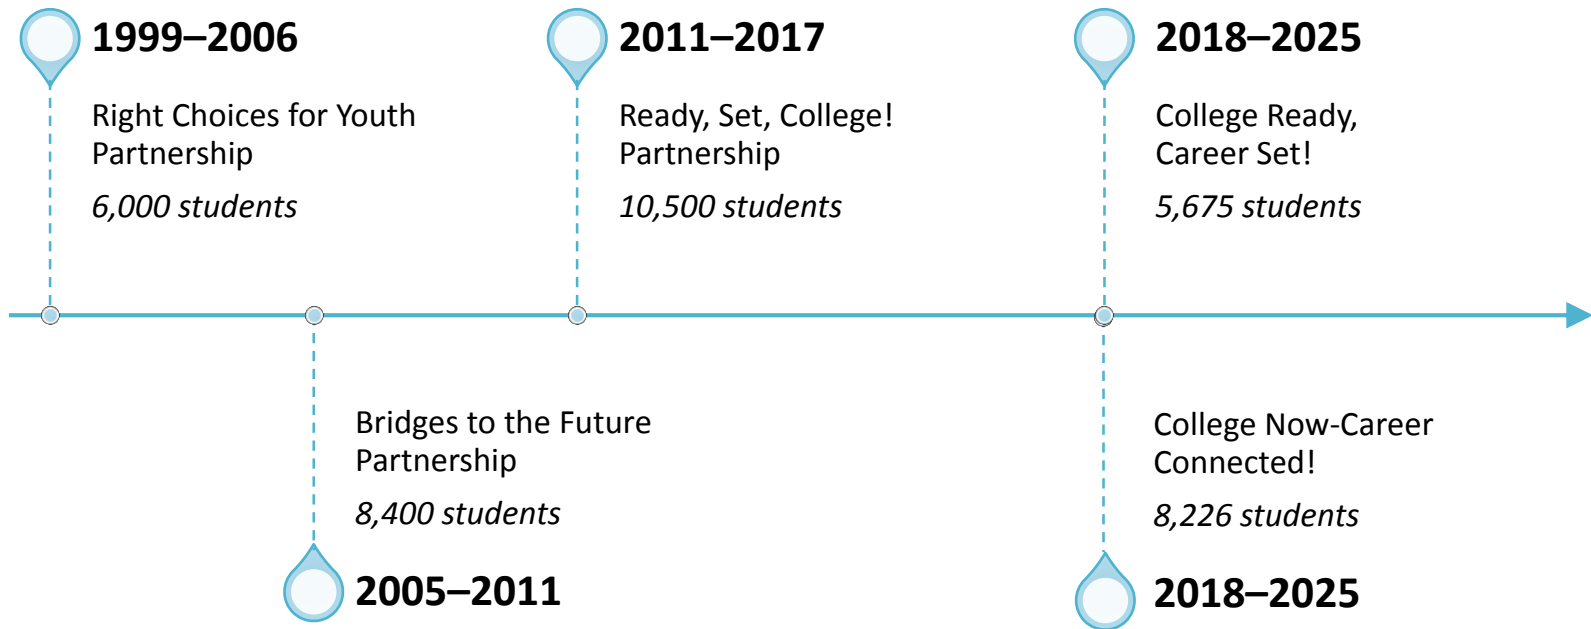 1999–2006
Right Choices for Youth
Partnership
6,000 students
2011–2017
Ready, Set, College!
Partnership
10,500 students
2018–2025
College Ready,
Career Set!
5,675 students
Bridges to the Future
Partnership
8,400 students
2005–2011
College Now-Career
Connected!
8,226 students
2018–2025